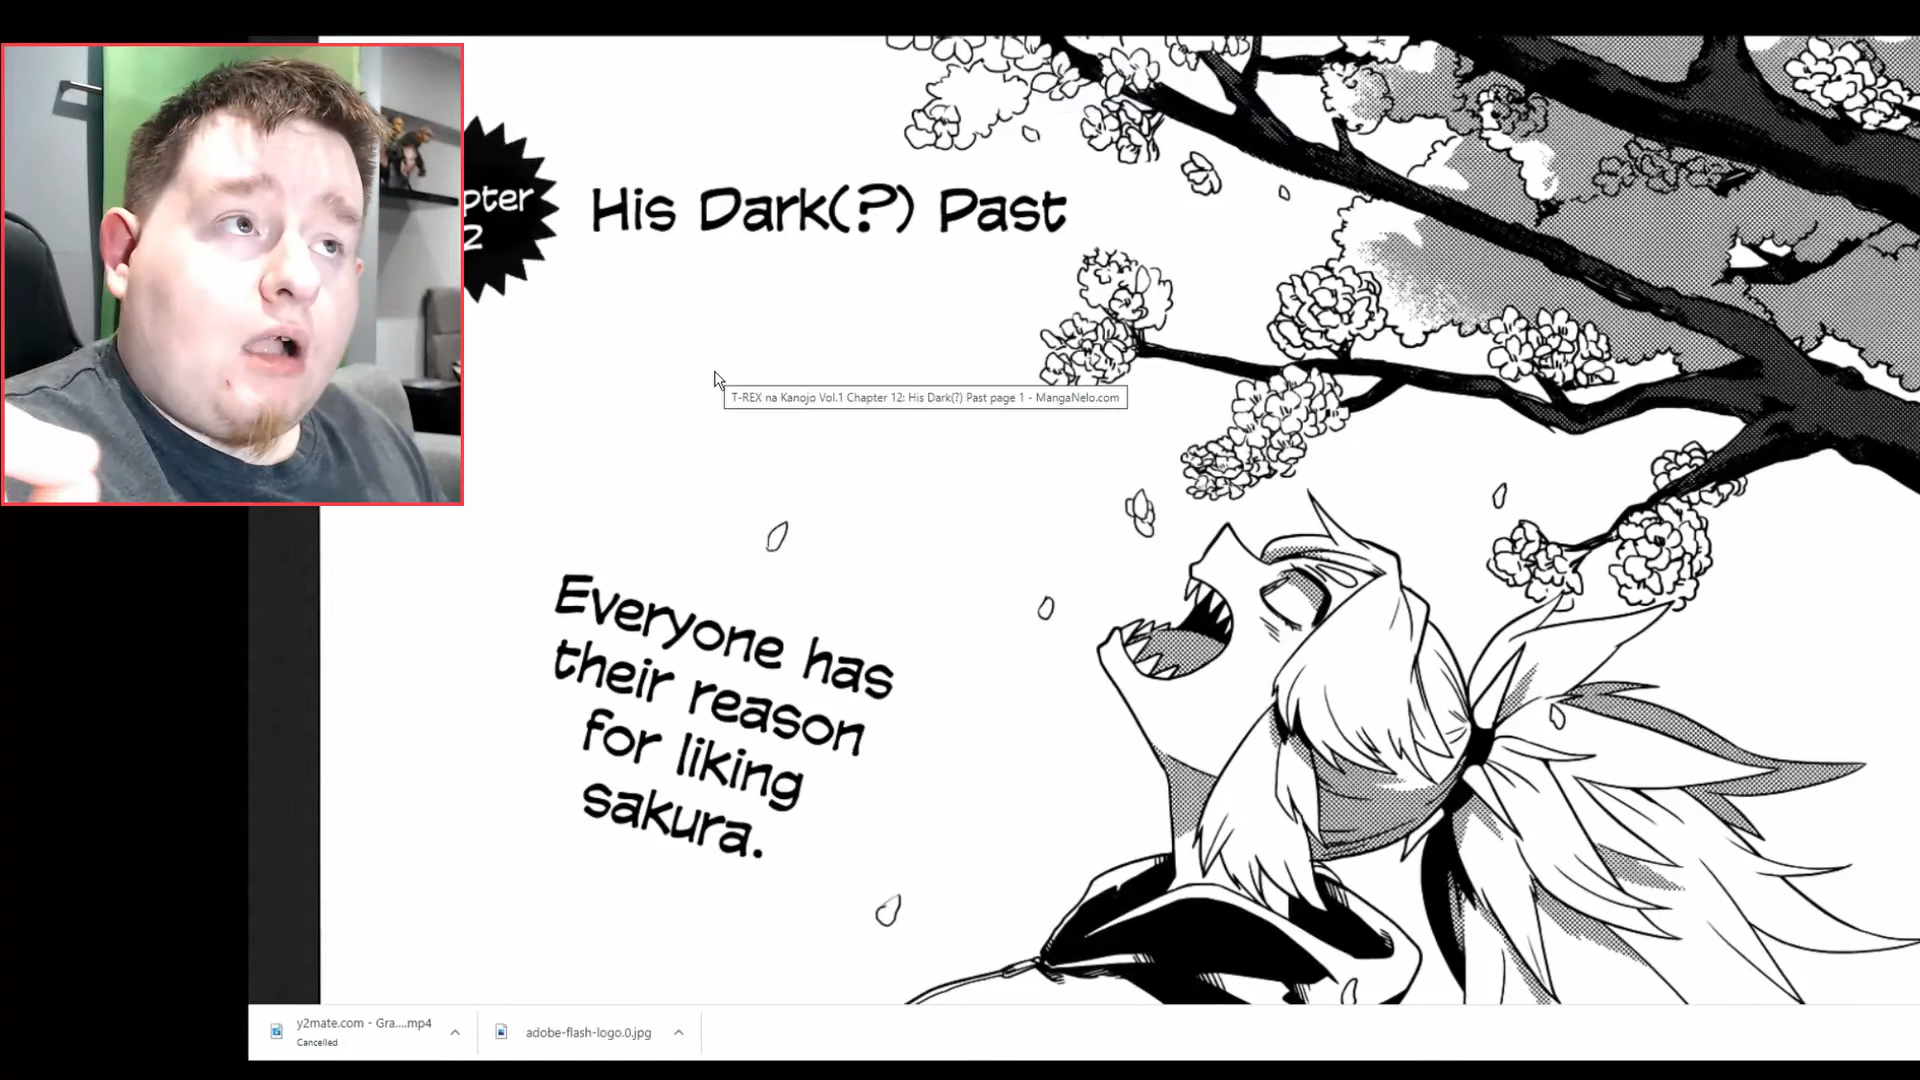 pter
2
His Dark(?) Past
T-REX na Kanojo Vol.1 Chapter 12: His Dark(?) Past page 1 - MangaNelo.com
Everyone has
their reason
for liking
sakura.
y2mate.com - Gra....mp4
Cancelled
adobe-flash-logo.0.jpg